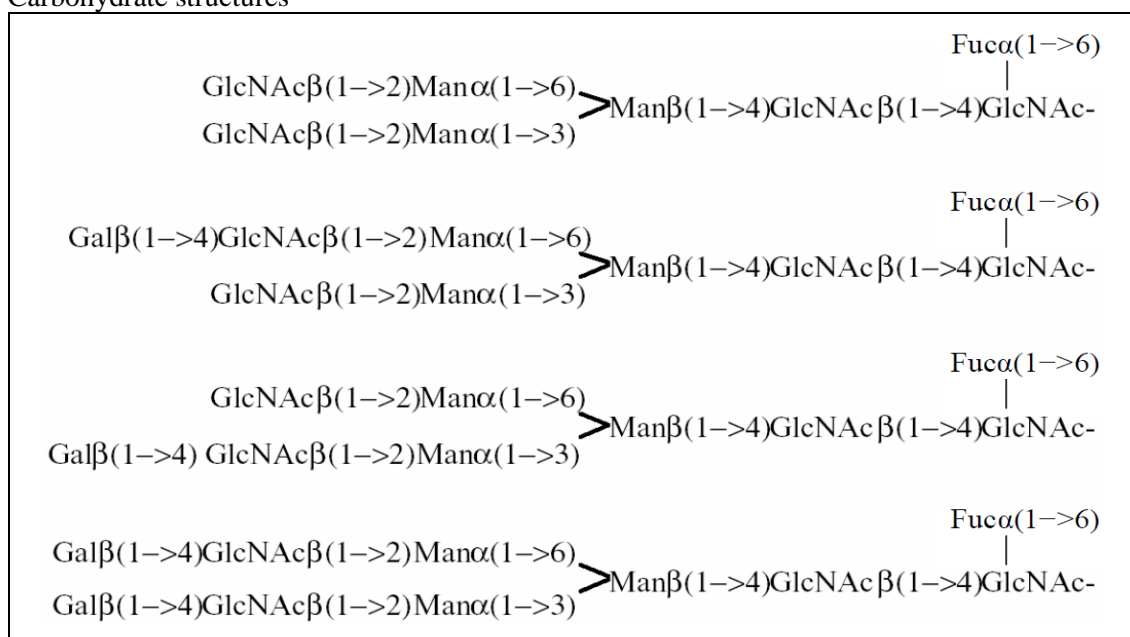 Carbohydrate structures
Fucα(1−>6)
GlcNAcβ(1−>2)Manα(1−>6)
>Manβ(1−>4)GlcNAcβ(1−>4)GlcNAc-
GlcNAcβ(1−>2)Manα(1−>3)
Fucα(1−>6)
Galβ(1−>4)GlcNAcβ(1−>2)Manα(1−>6)
>Manβ(1−>4)GlcNAcβ(1−>4)GlcNAc-
GlcNAcβ(1−>2)Manα(1−>3)
Fucα(1−>6)
GlcNAcβ(1−>2)Manα(1−>6)
>Manβ(1−>4)GlcNAcβ(1−>4)GlcNAc-
Galβ(1−>4) GlcNAcβ(1−>2)Manα(1−>3)
Fucα(1−>6)
Galβ(1−>4)GlcNAcβ(1−>2)Manα(1−>6)
>Manβ(1−>4)GlcNAcβ(1−>4)GlcNAc-
Galβ(1−>4)GlcNAcβ(1−>2)Manα(1−>3)